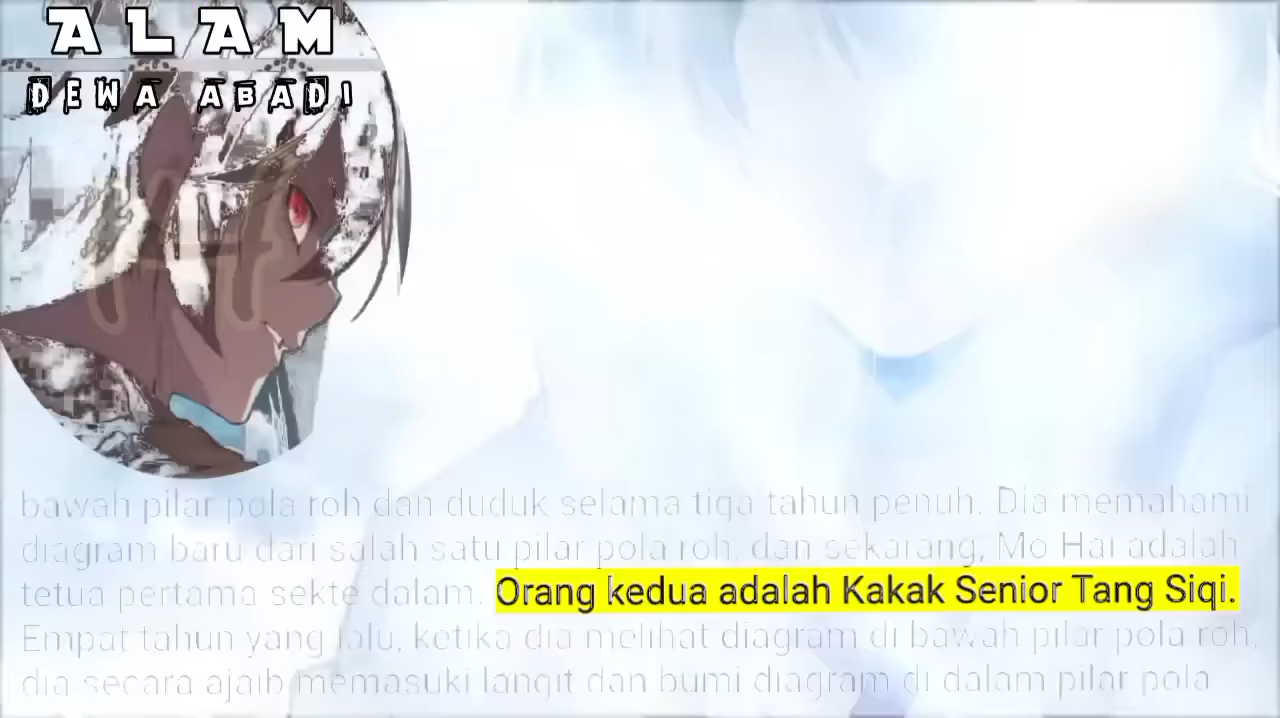 ALAM
DEWA ABADI
bawah pilar pola roh dan duduk selama tiga tahun penuh. Dia memahami
diagram baru dari salah satu pilar pola roh, dan sekarang, Mo Hai adalah
tetua pertama sekte dalam. Orang kedua adalah Kakak Senior Tang Siqi.
Empat tahun yang lalu, ketika dia melihat diagram di bawah pilar pola roh,
dia secara ajaib memasuki langit dan bumi diagram di dalam pilar pola